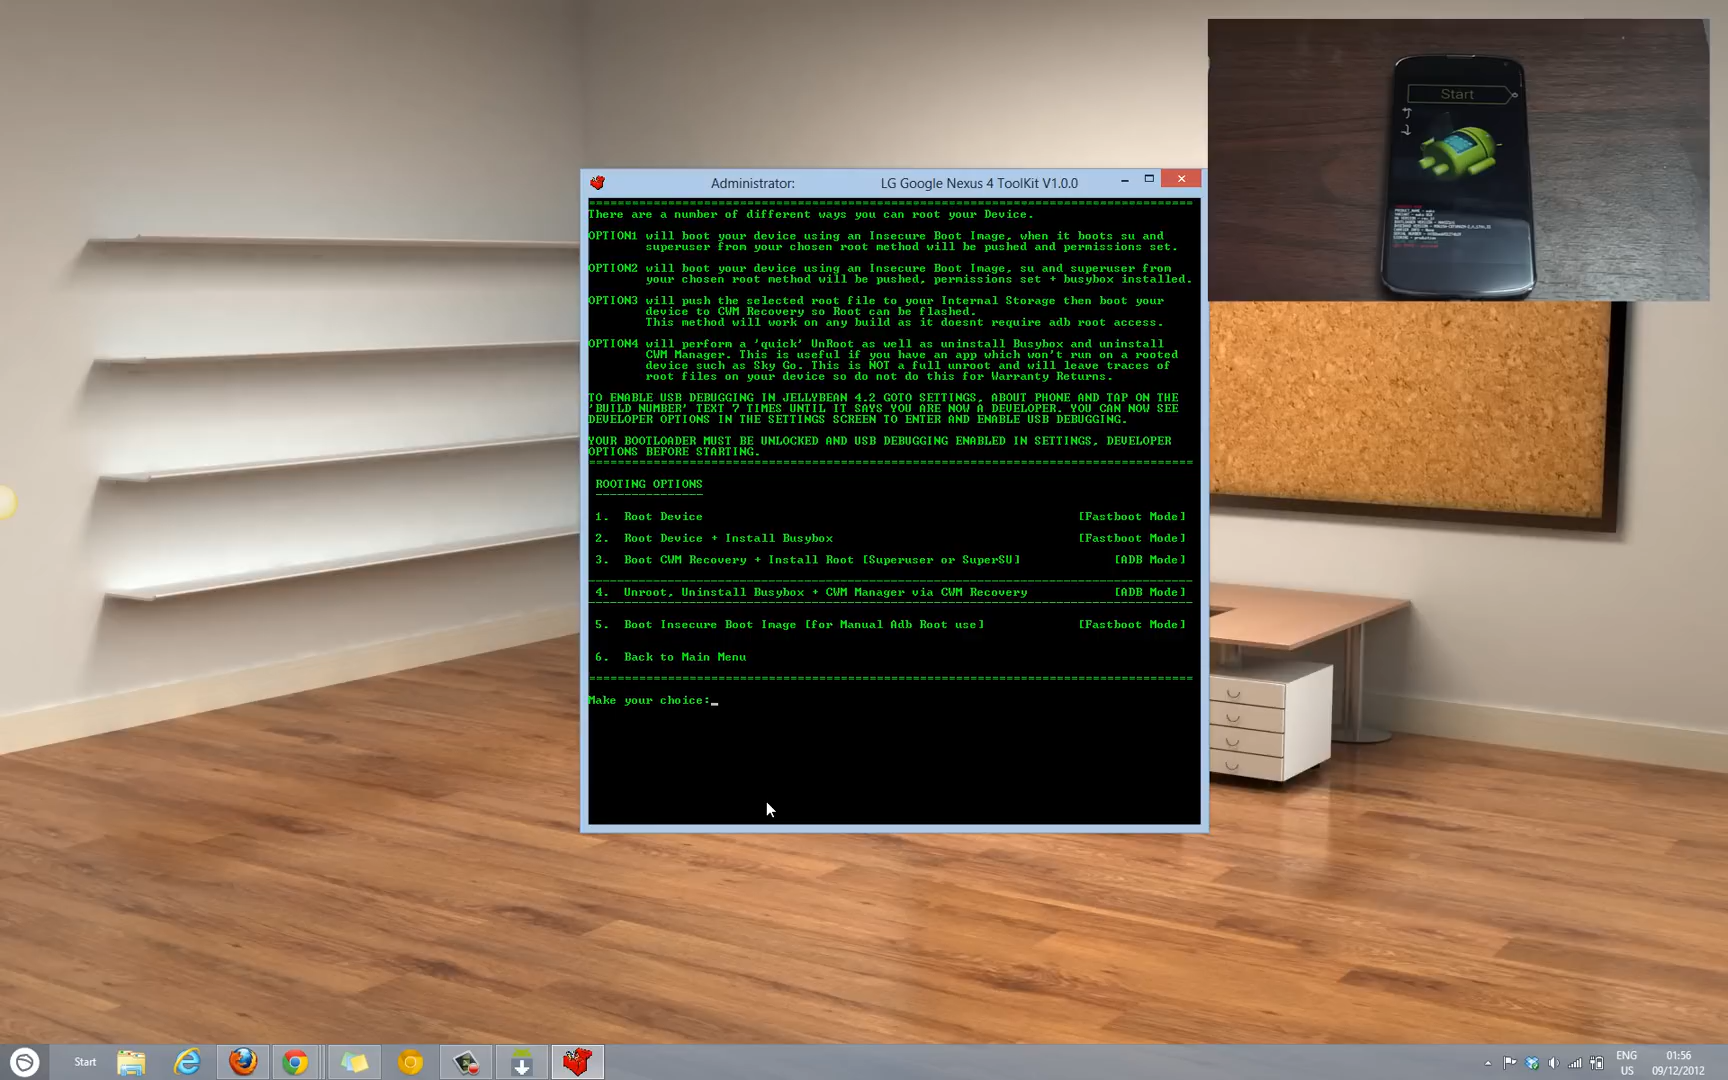 Start
Administrator: LG Google Nexus 4 ToolKit V1.0.0
There are a number of different ways you can root your Device.
OPTION1 will boot your device using an Insecure Boot Image, when it boots su and
superuser from your chosen root method will be pushed and permissions set.
OPTION2 will boot your device using an Insecure Boot Image, su and superuser from
your chosen root method will be pushed, permissions set + busybox installed.
OPTION3 will push the selected root file to your Internal Storage then boot your
device to CWM Recovery so Root can be flashed.
This method will work on any build as it doesnt require adb root access.
OPTION4 will perform a 'quick' UnRoot as well as uninstall Busybox and uninstall
CWM Manager. This is useful if you have an app which won't run on a rooted
device such as Sky Go. This is NOT a full unroot and will leave traces of
root files on your device so do not do this for Warranty Returns.
TO ENABLE USB DEBUGGING IN JELLYBEAN 4.2 GOTO SETTINGS, ABOUT PHONE AND TAP ON THE
'BUILD NUMBER' TEXT 7 TIMES UNTIL IT SAYS YOU ARE NOW A DEVELOPER. YOU CAN NOW SEE
DEVELOPER OPTIONS IN THE SETTINGS SCREEN TO ENTER AND ENABLE USB DEBUGGING.
YOUR BOOTLOADER MUST BE UNLOCKED AND USB DEBUGGING ENABLED IN SETTINGS, DEVELOPER
OPTIONS BEFORE STARTING.
ROOTING OPTIONS
1. Root Device [Fastboot Mode]
2. Root Device + Install Busybox [Fastboot Mode]
3. Boot CWM Recovery + Install Root [Superuser or SuperSU] [ADB Mode]
4. Unroot, Uninstall Busybox + CWM Manager via CWM Recovery [ADB Mode]
5. Boot Insecure Boot Image [for Manual Adb Root use] [Fastboot Mode]
6. Back to Main Menu
Make your choice:_
Start
ENG
US
01:56
09/12/2012